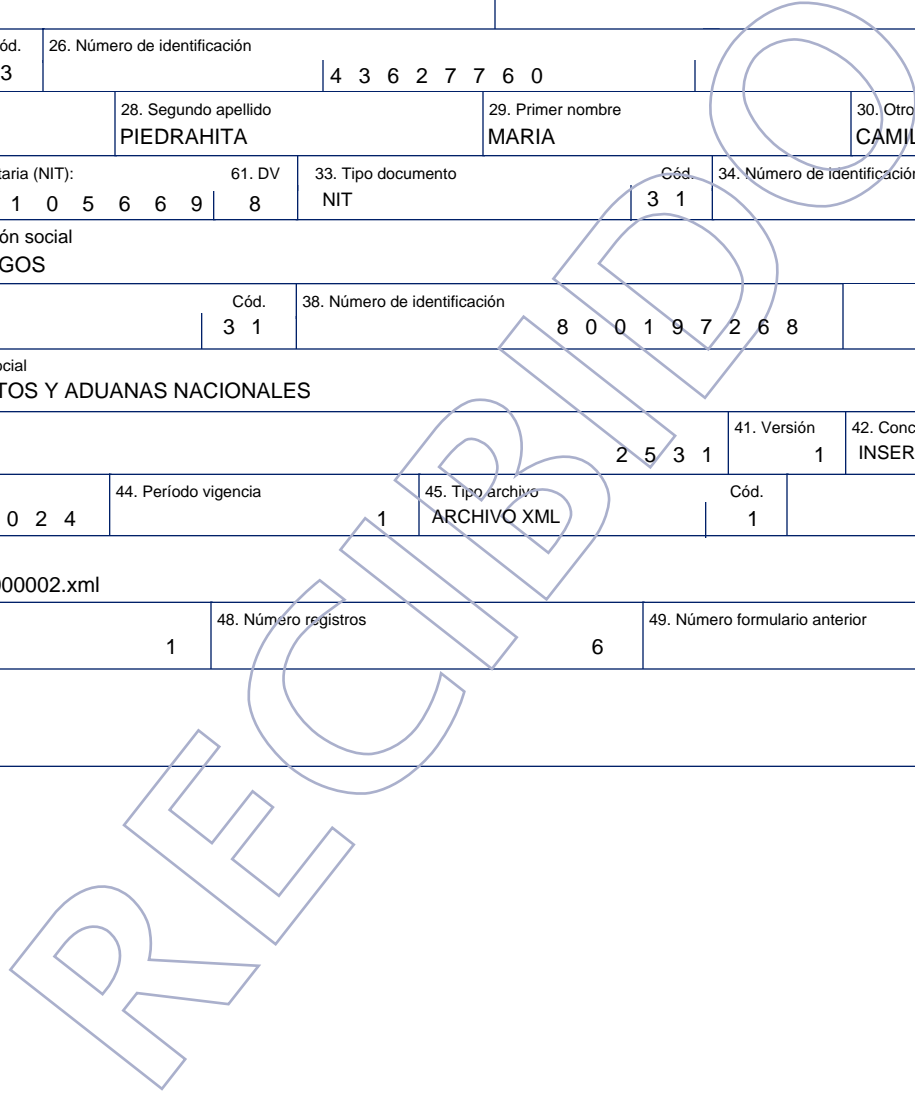 ód. 26. Número de identificación
3 4 3 6 2 7 7 6 0
28. Segundo apellido 29. Primer nombre 30. Otro
PIEDRAHITA MARIA CAMIL
taria (NIT): 61. DV 33. Tipo documento Cód. 34. Número de identificación
1 0 5 6 6 9 8 NIT 3 1
ón social
GOS
Cód. 38. Número de identificación
3 1 8 0 0 1 9 7 2 6 8
ocial
TOS Y ADUANAS NACIONALES
41. Versión 42. Conc
2 5 3 1 1 INSER
44. Período vigencia 45. Tipo archivo Cód.
0 2 4 1 ARCHIVO XML 1
000002.xml
48. Número registros 49. Número formulario anterior
1 6
RECIBIDO